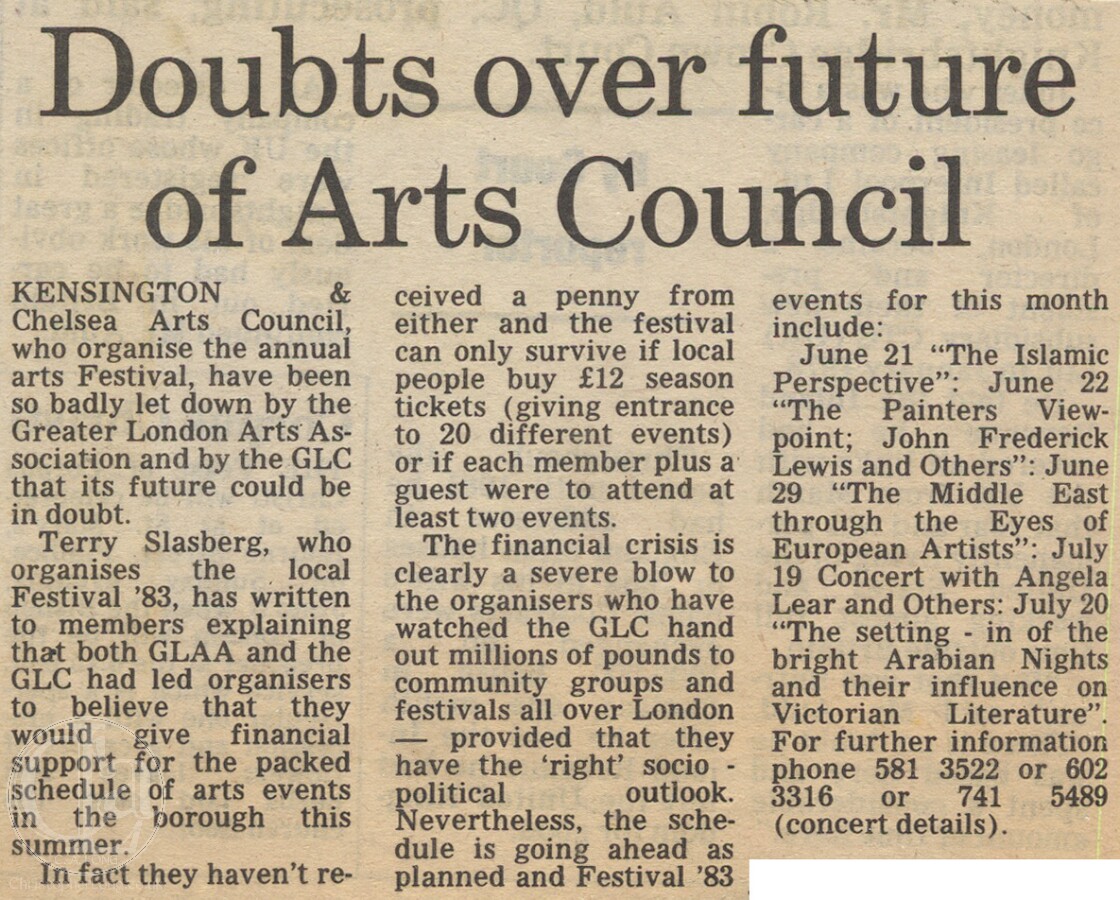 Doubts over future
of Arts Council
KENSINGTON &
Chelsea Arts Council,
who organise the annual
arts Festival, have been
so badly let down by the
Greater London Arts As-
sociation and by the GLC
that its future could be
in doubt.
Terry Slasberg, who
organises the local
Festival '83, has written
to members explaining
that both GLAA and the
GLC had led organisers
to believe that they
would give financial
support for the packed
schedule of arts events
in the borough this
summer.
In fact they haven't re-
ceived a penny from
either and the festival
can only survive if local
people buy £12 season
tickets (giving entrance
to 20 different events)
or if each member plus a
guest were to attend at
least two events.
The financial crisis is
clearly a severe blow to
the organisers who have
watched the GLC hand
out millions of pounds to
community groups and
festivals all over London
— provided that they
have the 'right' socio -
political outlook.
Nevertheless, the sche-
dule is going ahead as
planned and Festival '83
events for this month
include:
June 21 "The Islamic
Perspective": June 22
"The Painters View-
point; John Frederick
Lewis and Others": June
29 "The Middle East
through the Eyes of
European Artists": July
19 Concert with Angela
Lear and Others: July 20
"The setting - in of the
bright Arabian Nights
and their influence on
Victorian Literature".
For further information
phone 581 3522 or 602
3316 or 741 5489
(concert details).